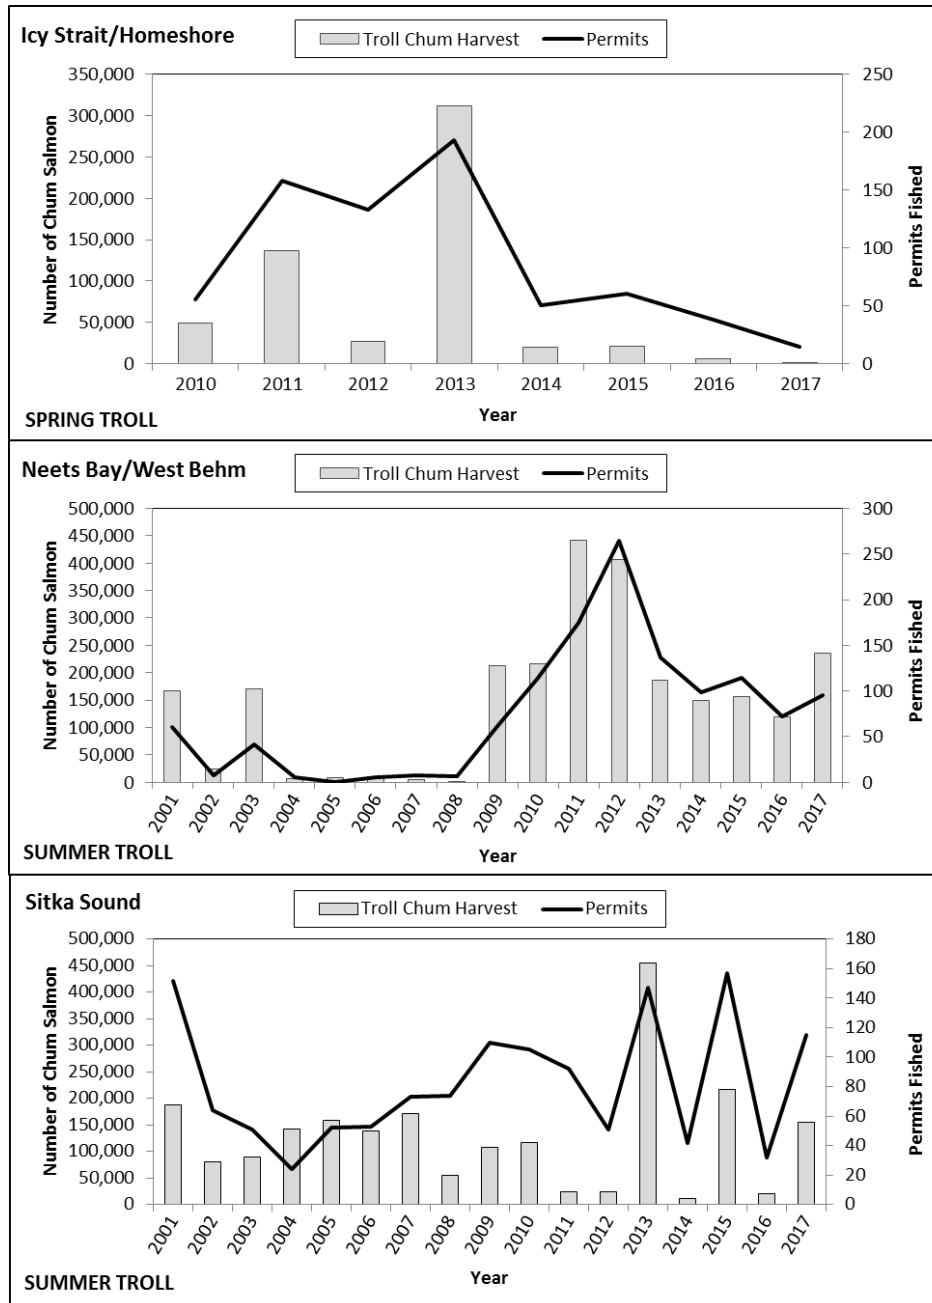 Icy Strait/Homeshore
Troll Chum Harvest Permits
Number of Chum Salmon
350,000
300,000
250,000
200,000
150,000
100,000
50,000
0
250
200
150
100
50
0
Permits Fished
2010 2011 2012 2013 2014 2015 2016 2017
Year
SPRING TROLL
Neets Bay/West Behm
Troll Chum Harvest Permits
Number of Chum Salmon
500,000
450,000
400,000
350,000
300,000
250,000
200,000
150,000
100,000
50,000
0
300
250
200
150
100
50
0
Permits Fished
2001 2002 2003 2004 2005 2006 2007 2008 2009 2010 2011 2012 2013 2014 2015 2016 2017
Year
SUMMER TROLL
Sitka Sound
Troll Chum Harvest Permits
Number of Chum Salmon
500,000
450,000
400,000
350,000
300,000
250,000
200,000
150,000
100,000
50,000
0
180
160
140
120
100
80
60
40
20
0
Permits Fished
2001 2002 2003 2004 2005 2006 2007 2008 2009 2010 2011 2012 2013 2014 2015 2016 2017
Year
SUMMER TROLL